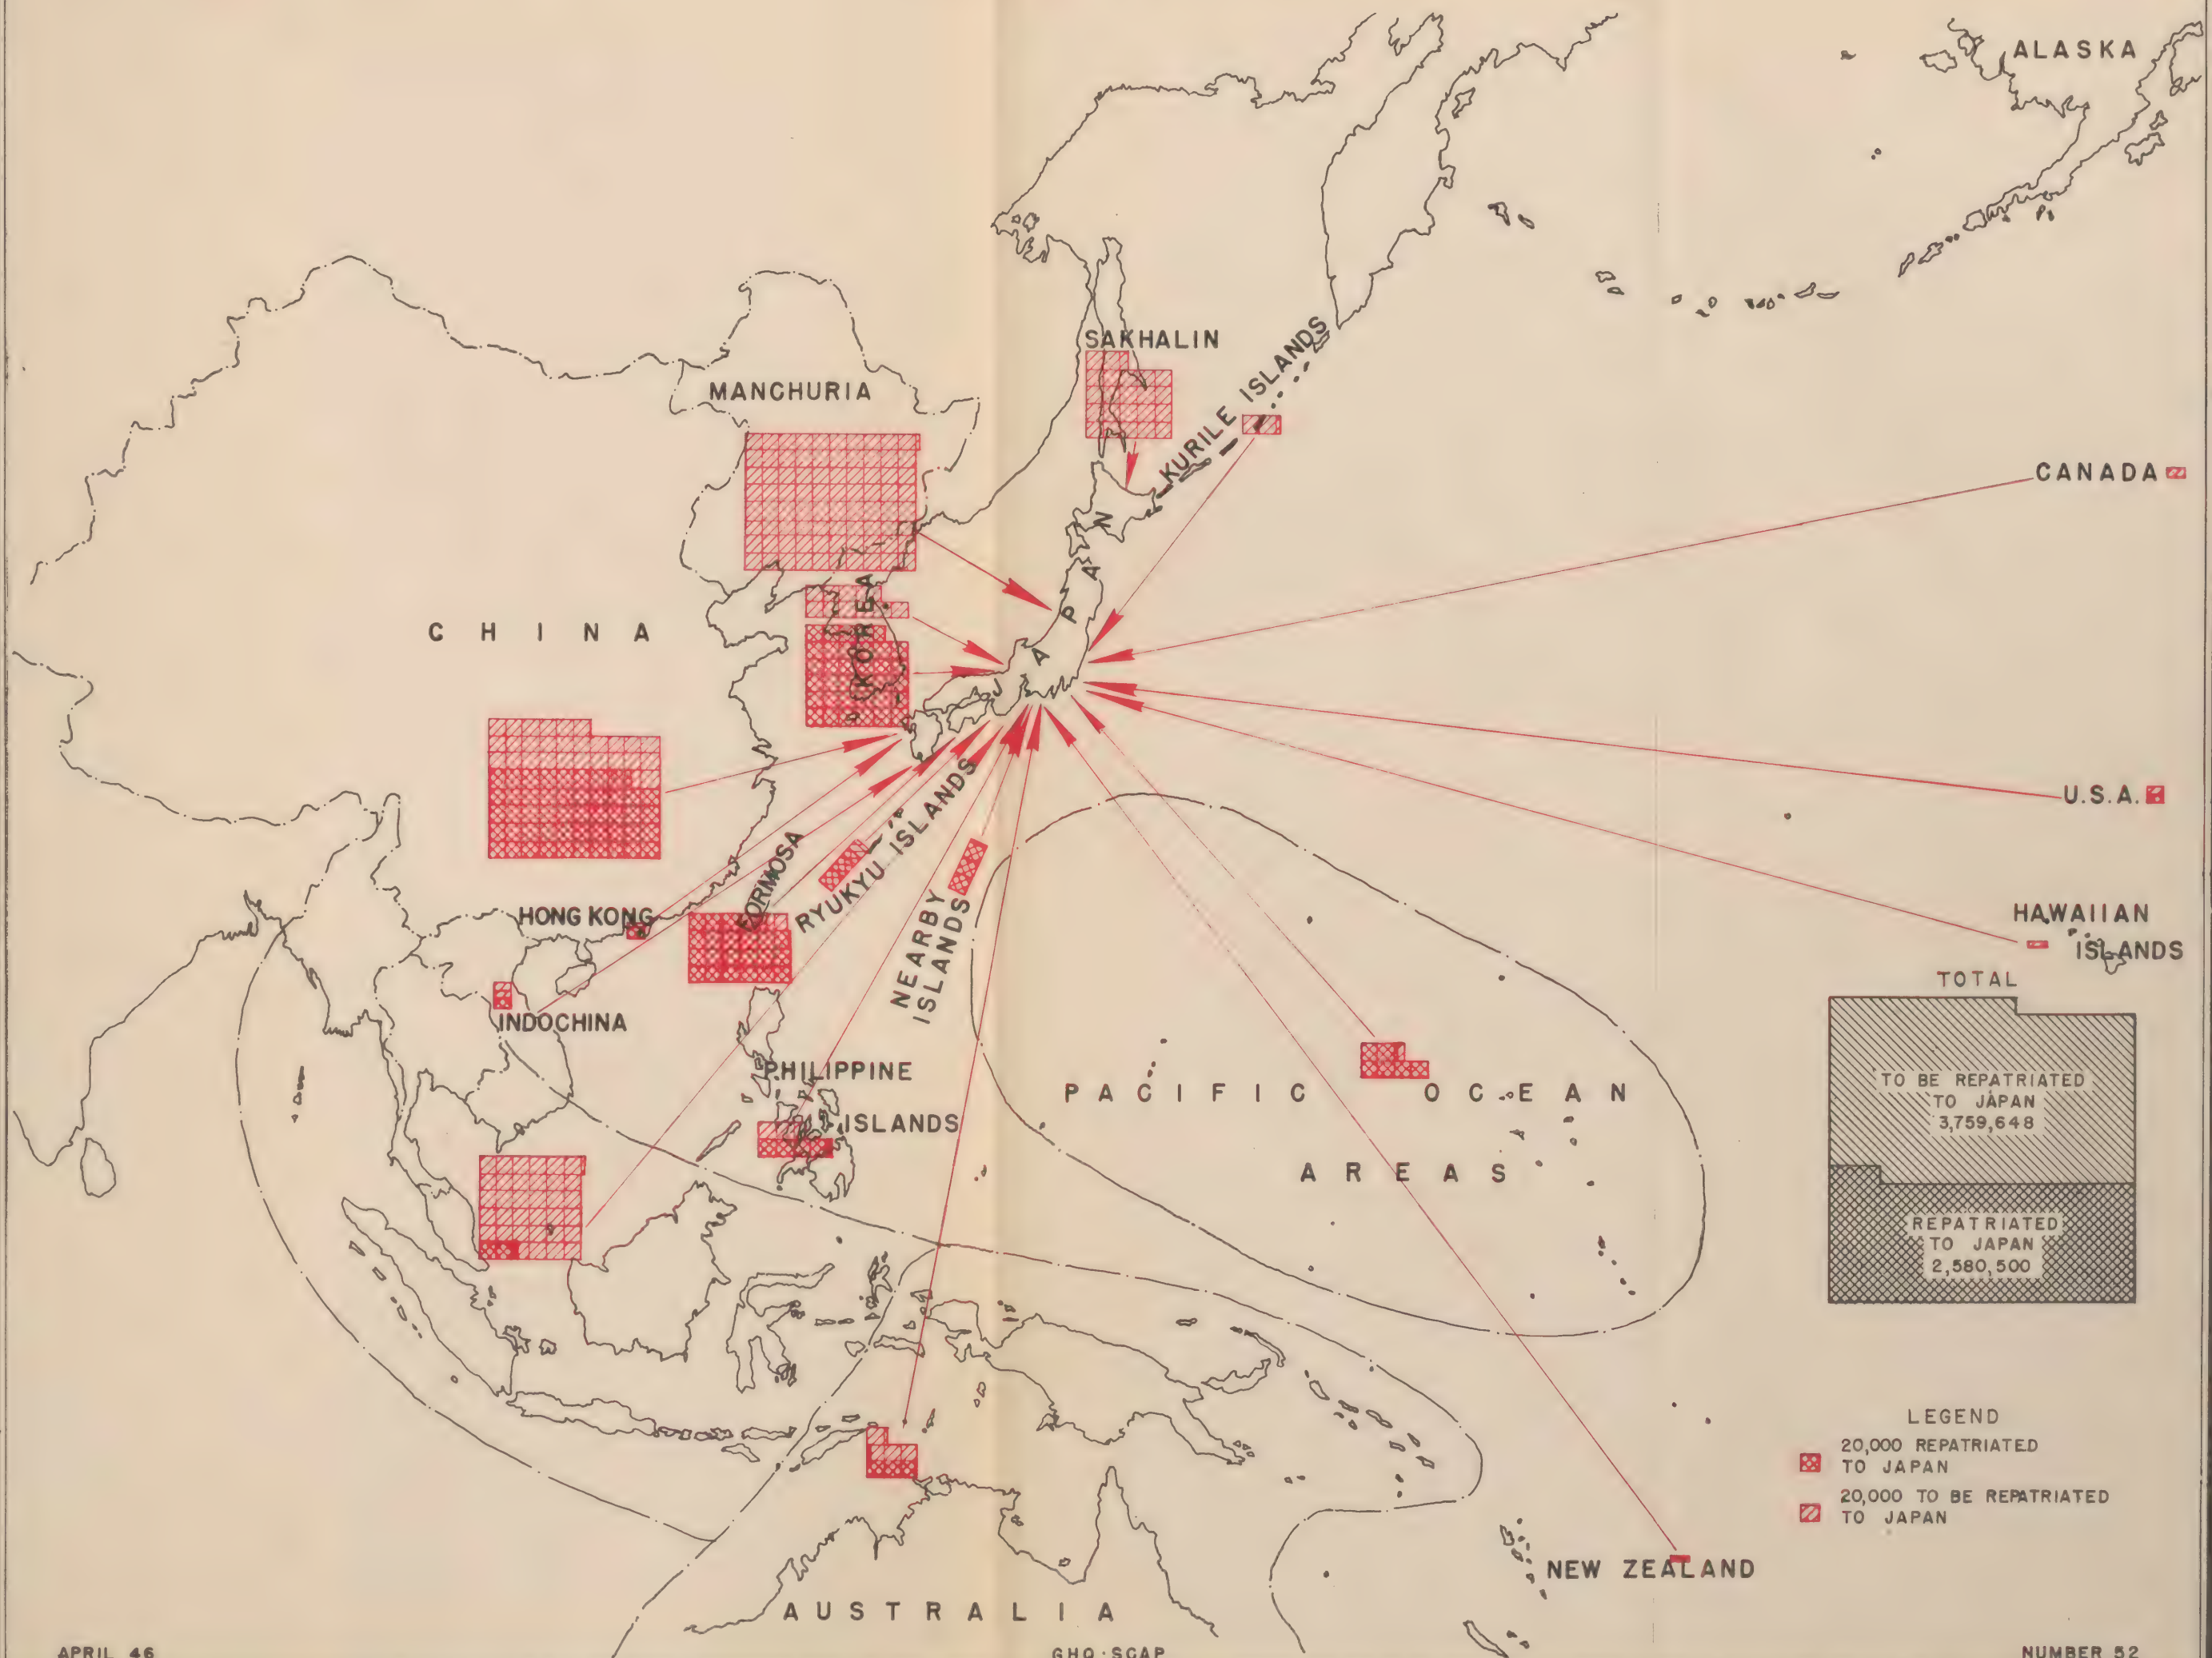 ALASKA
SAKHALIN
MANCHURIA
KURILE ISLANDS
CANADA
KOREA
JAPAN
CHINA
U.S.A.
FORMOSA
RYUKYU ISLANDS
HONG KONG
NEARBY
ISLANDS
HAWAIIAN
ISLANDS
INDOCHINA
PHILIPPINE
ISLANDS
PACIFIC OCEAN
AREAS
TOTAL
TO BE REPATRIATED
TO JAPAN
3,759,648
REPATRIATED
TO JAPAN
2,580,500
LEGEND
20,000 REPATRIATED
TO JAPAN
20,000 TO BE REPATRIATED
TO JAPAN
NEW ZEALAND
AUSTRALIA
APRIL 46
GHQ-SCAP
NUMBER 52